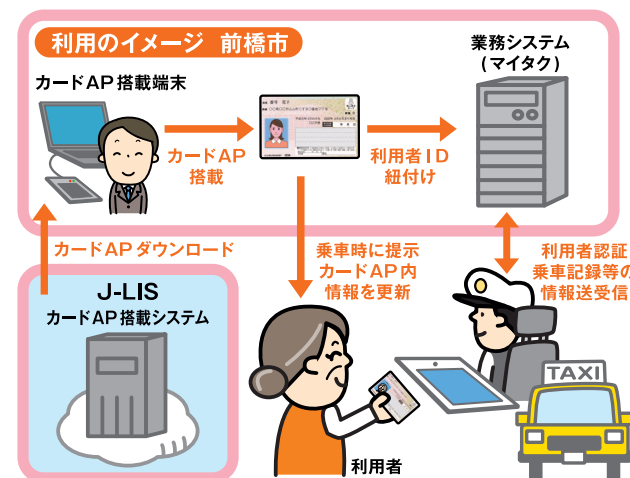 利用のイメージ 前橋市
業務システム
(マイタク)
カードAP搭載端末
カードAP
搭載
利用者ID
紐付け
カードAPダウンロード
乗車時に提示
カードAP内
情報を更新
利用者認証
乗車記録等の
情報送受信
J-LIS
カードAP搭載システム
TAXI
利用者